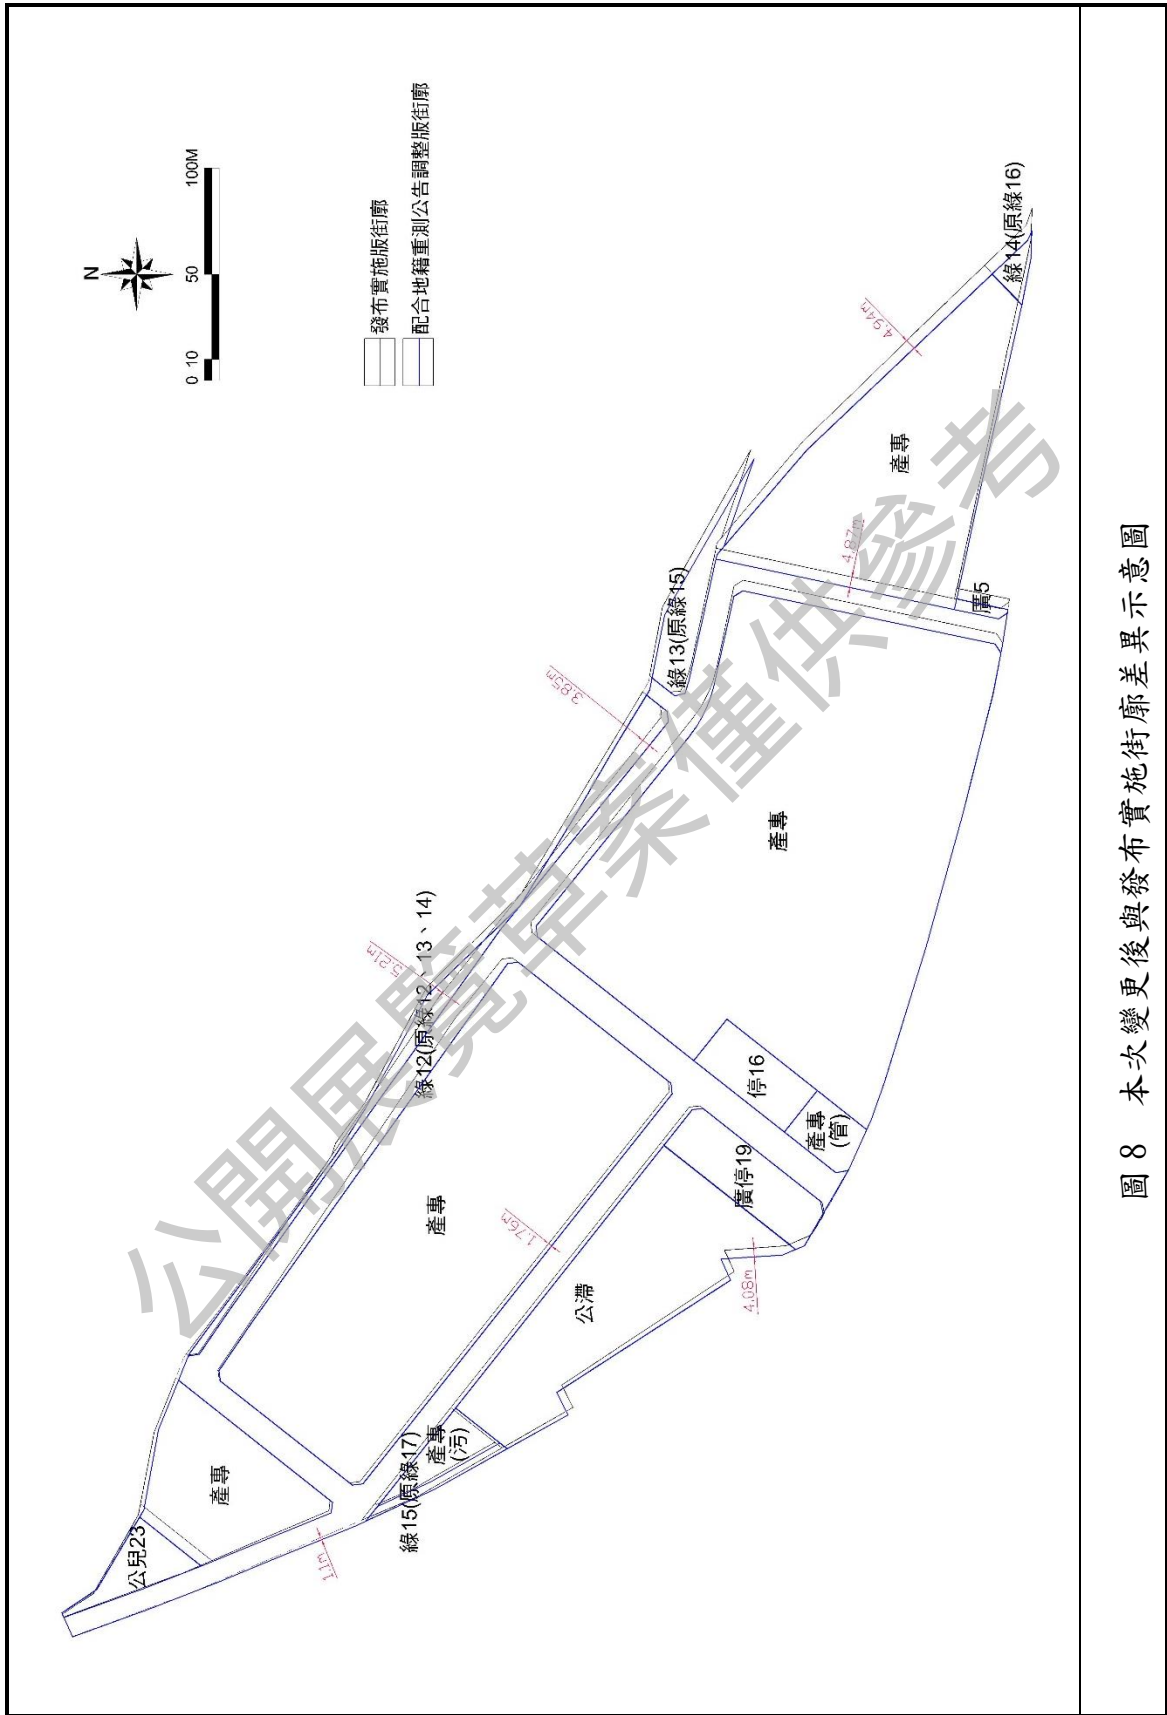 N
0 10 50 100M
發布實施版街廓
配合地籍重測公告調整版街廓
公兒23
產專
1.1m
綠15(原綠17)
產專
(污)
產專
1.76m
公滯
4.08m
廣停19
產專
(管)
停16
綠12(原綠12、13、14)
5.21m
產專
3.85m
綠13(原綠15)
4.87m
廣5
產專
4.94m
綠14(原綠16)
公開展覽草案僅供參考
圖 8 本次變更後與發布實施街廓差異示意圖